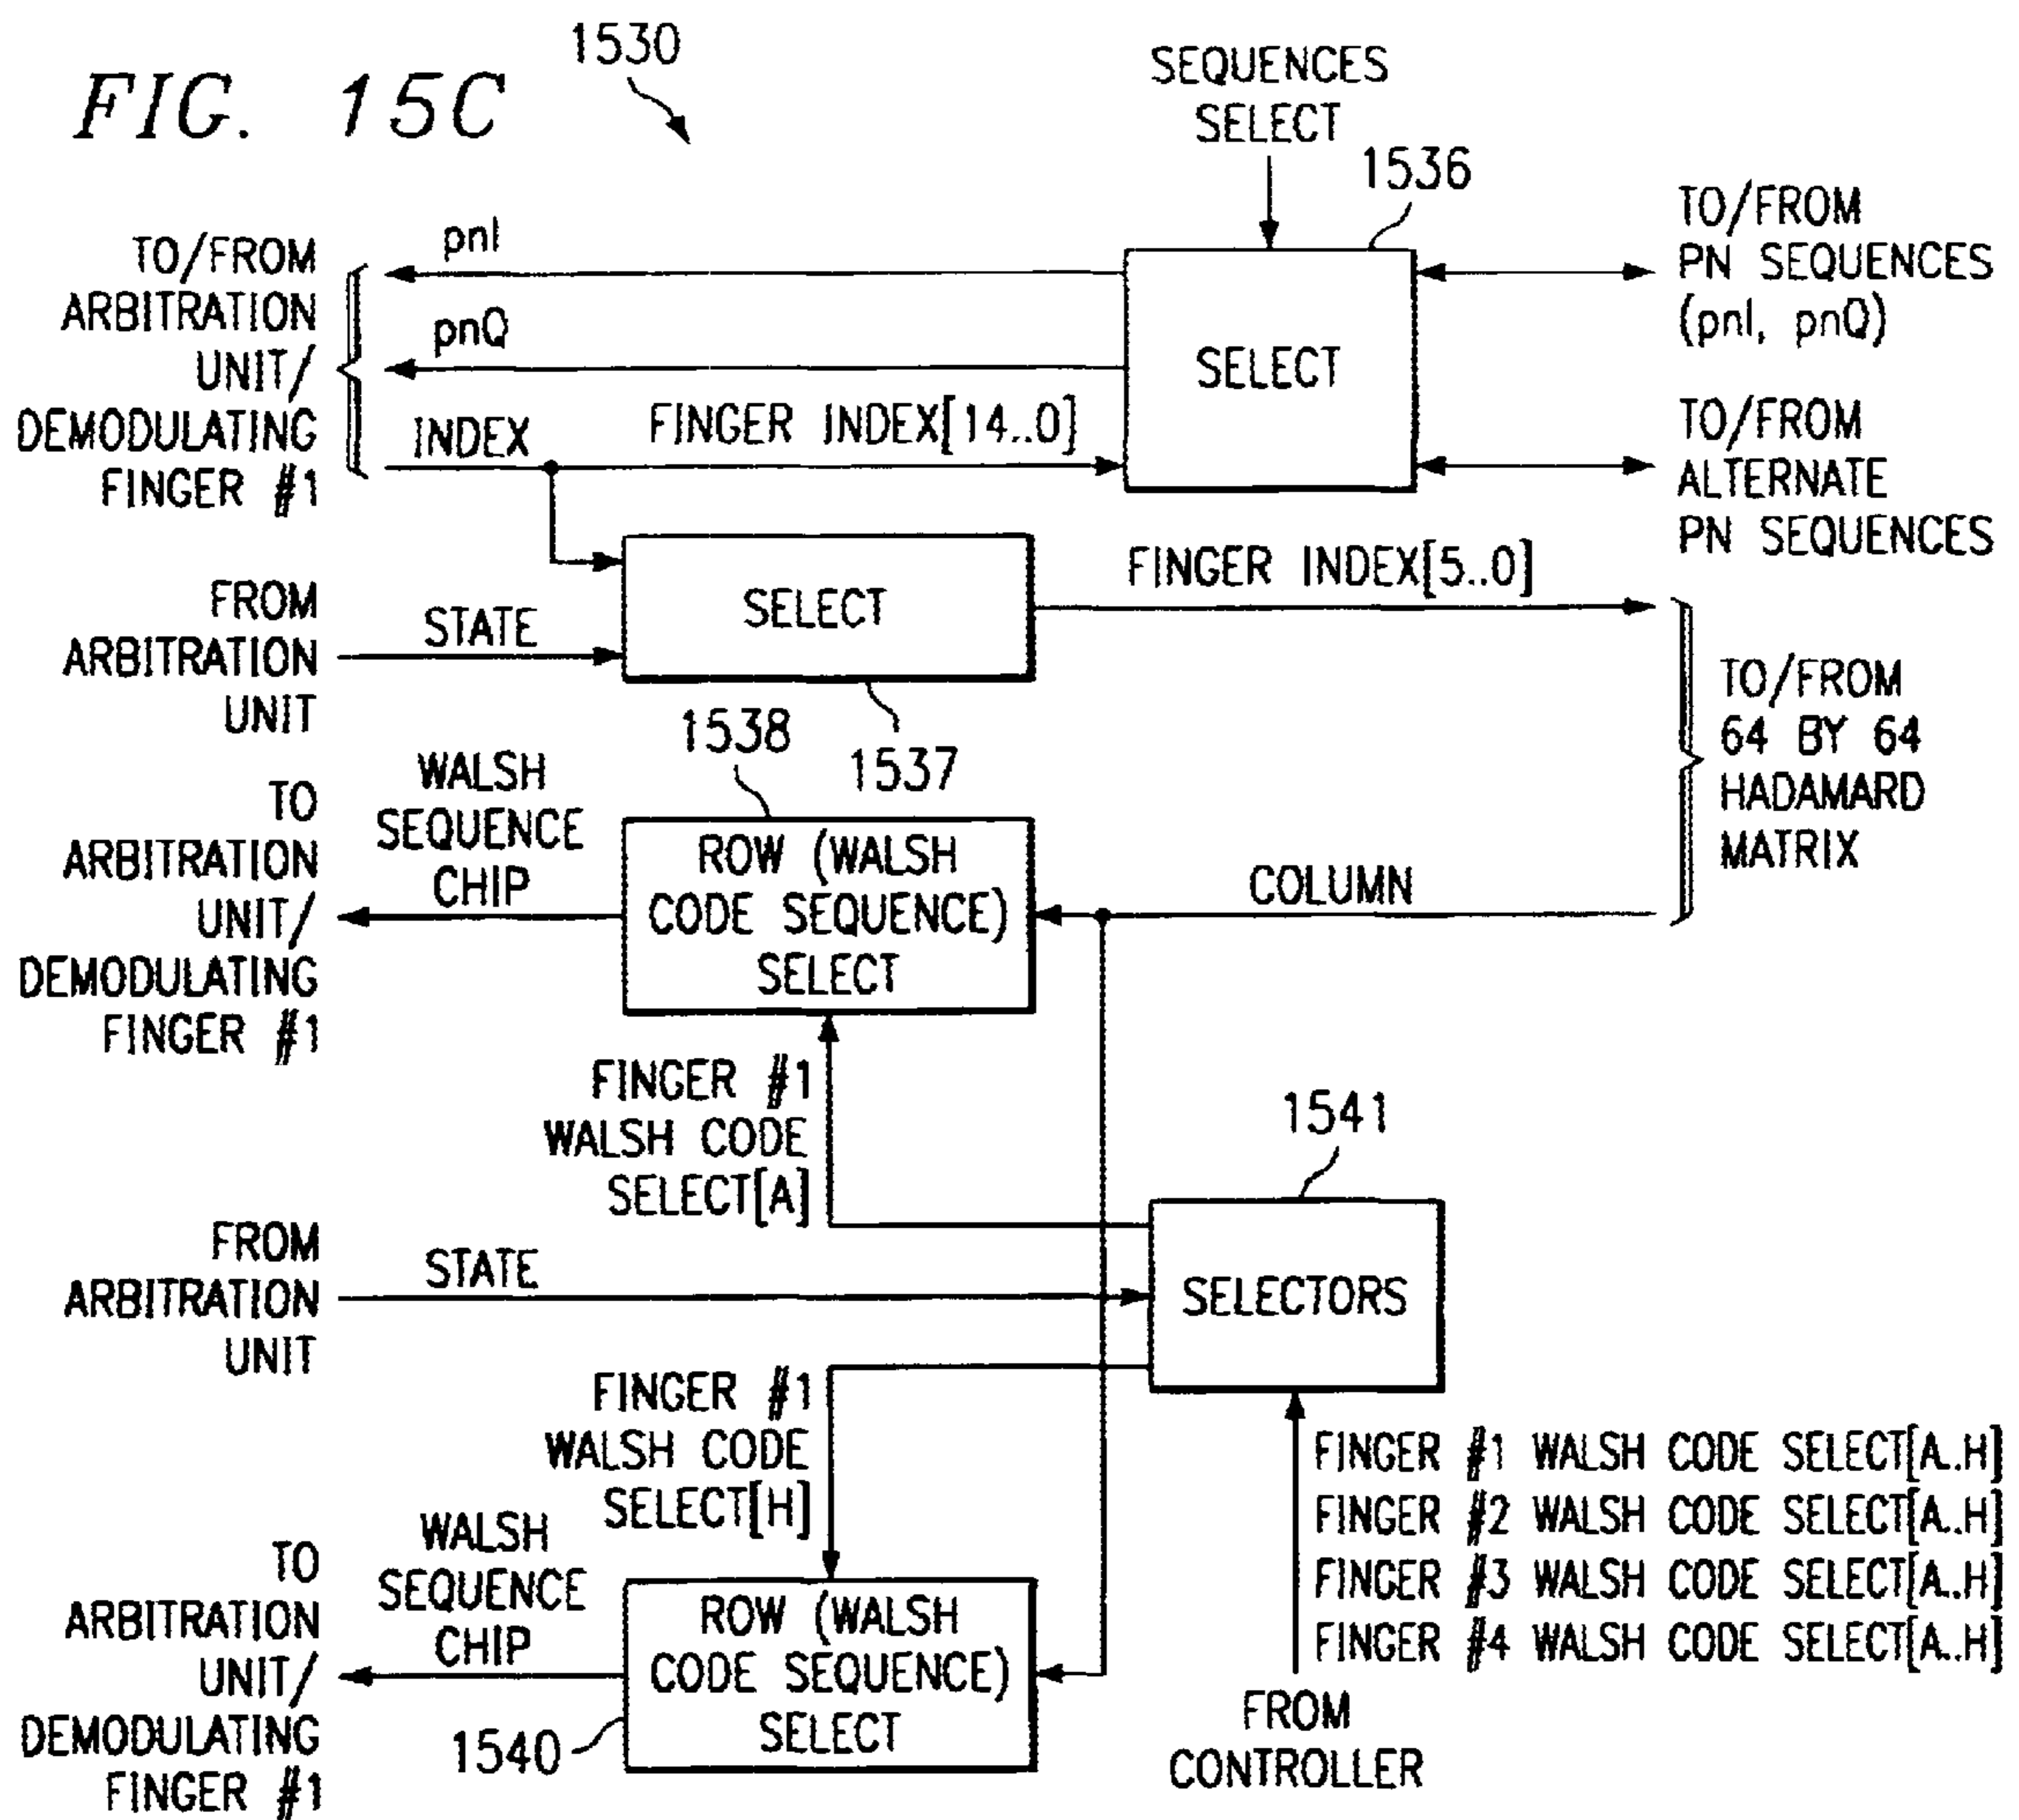 FIG. 15C
1530
SEQUENCES
SELECT
1536
TO/FROM
ARBITRATION
UNIT/
DEMODULATING
FINGER #1
pnI
pnQ
INDEX
FINGER INDEX[14..0]
SELECT
TO/FROM
PN SEQUENCES
(pnI, pnQ)
TO/FROM
ALTERNATE
PN SEQUENCES
FROM
ARBITRATION
UNIT
STATE
SELECT
1537
FINGER INDEX[5..0]
TO/FROM
64 BY 64
HADAMARD
MATRIX
1538
TO
ARBITRATION
UNIT/
DEMODULATING
FINGER #1
WALSH
SEQUENCE
CHIP
ROW (WALSH
CODE SEQUENCE)
SELECT
COLUMN
FINGER #1
WALSH CODE
SELECT[A]
1541
FROM
ARBITRATION
UNIT
STATE
SELECTORS
FINGER #1
WALSH CODE
SELECT[H]
FINGER #1 WALSH CODE SELECT[A..H]
FINGER #2 WALSH CODE SELECT[A..H]
FINGER #3 WALSH CODE SELECT[A..H]
FINGER #4 WALSH CODE SELECT[A..H]
FROM
CONTROLLER
TO
ARBITRATION
UNIT/
DEMODULATING
FINGER #1
WALSH
SEQUENCE
CHIP
ROW (WALSH
CODE SEQUENCE)
SELECT
1540